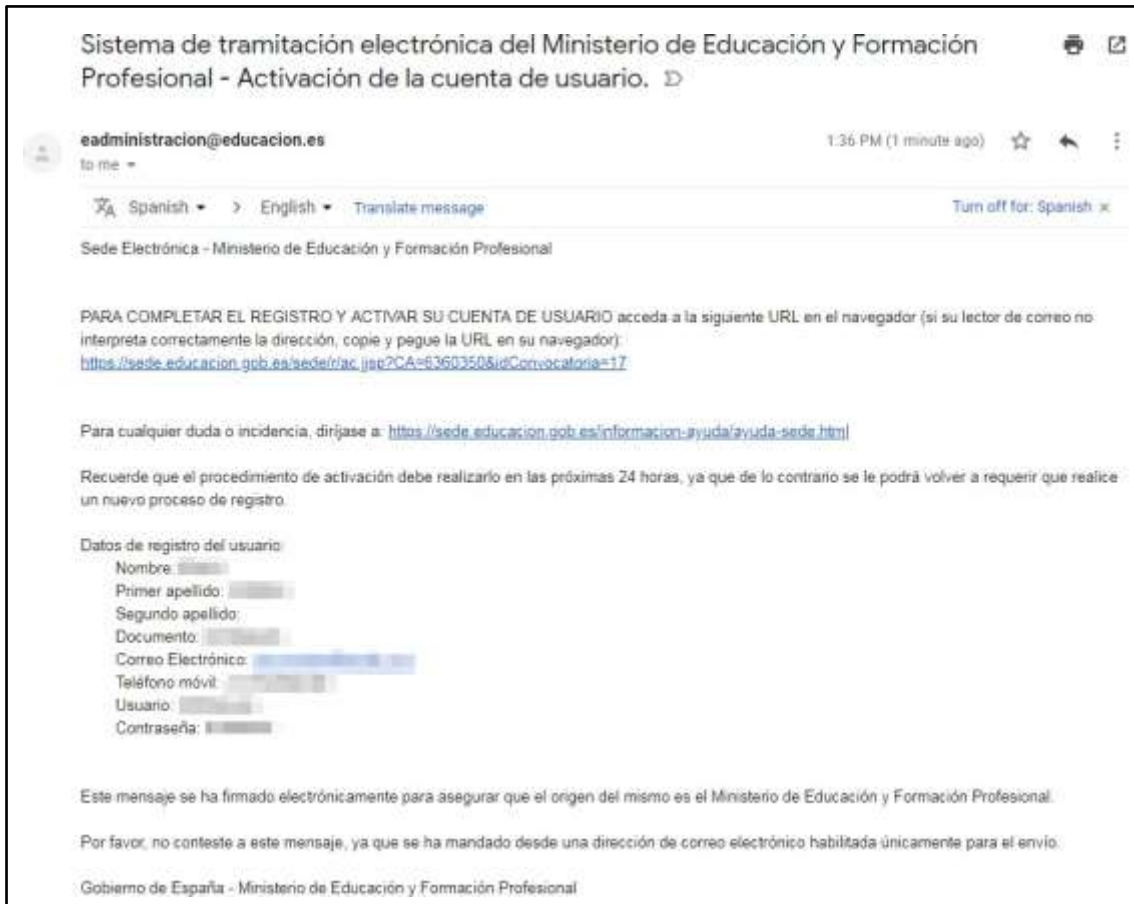 Sistema de tramitación electrónica del Ministerio de Educación y Formación
Profesional - Activación de la cuenta de usuario.
eadministracion@educacion.es
1:36 PM (1 minute ago)
to me
Spanish > English Translate message
Turn off for: Spanish x
Sede Electrónica - Ministerio de Educación y Formación Profesional
PARA COMPLETAR EL REGISTRO Y ACTIVAR SU CUENTA DE USUARIO acceda a la siguiente URL en el navegador (si su lector de correo no
interpreta correctamente la dirección, copie y pegue la URL en su navegador):
https://sede.educacion.gob.es/sede/r/ac.jjsp?CA=6360350&idConvocatoria=17
Para cualquier duda o incidencia, diríjase a: https://sede.educacion.gob.es/informacion-ayuda/ayuda-sede.html
Recuerde que el procedimiento de activación debe realizarlo en las próximas 24 horas, ya que de lo contrario se le podrá volver a requerir que realice
un nuevo proceso de registro.
Datos de registro del usuario:
Nombre:
Primer apellido:
Segundo apellido:
Documento:
Correo Electrónico:
Teléfono móvil:
Usuario:
Contraseña:
Este mensaje se ha firmado electrónicamente para asegurar que el origen del mismo es el Ministerio de Educación y Formación Profesional.
Por favor, no conteste a este mensaje, ya que se ha mandado desde una dirección de correo electrónico habilitada únicamente para el envío.
Gobierno de España - Ministerio de Educación y Formación Profesional